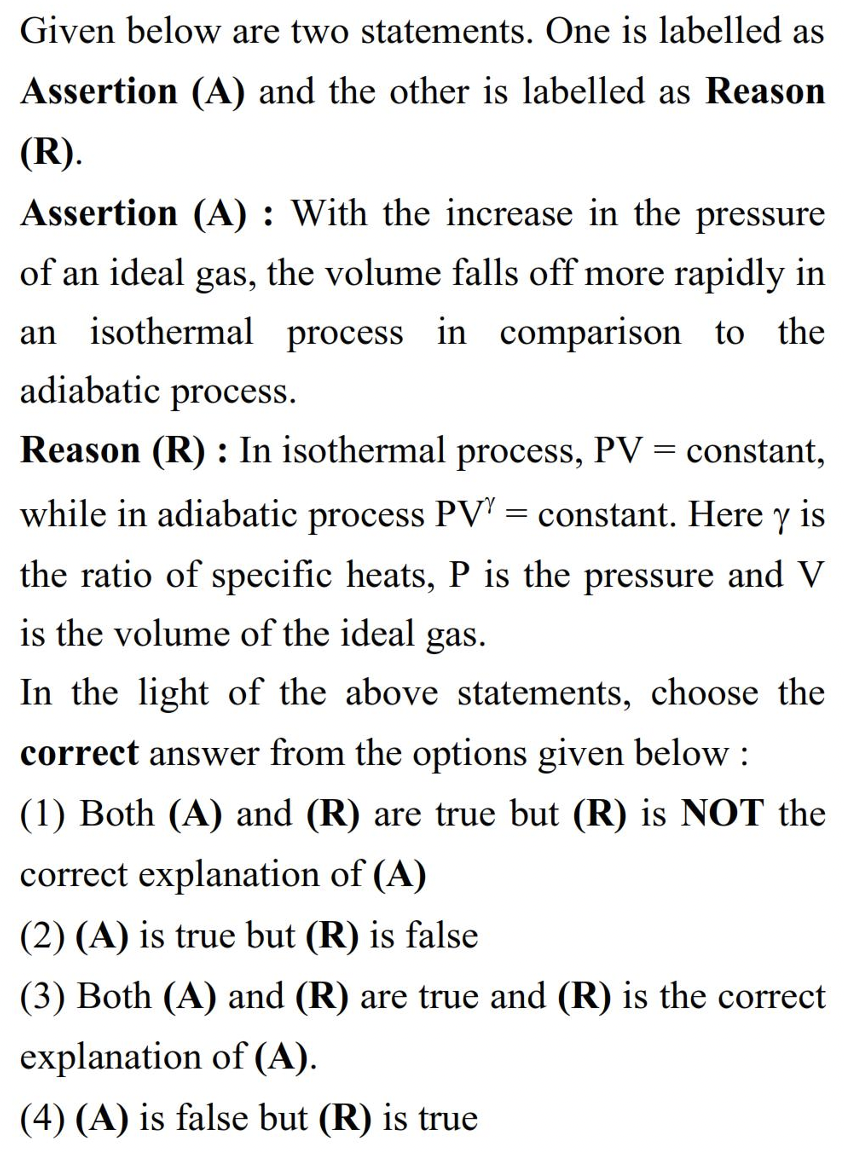 Given below are two statements. One is labelled as
Assertion (A) and the other is labelled as Reason
(R).
Assertion (A) : With the increase in the pressure
of an ideal gas, the volume falls off more rapidly in
an isothermal process in comparison to the
adiabatic process.
Reason (R) : In isothermal process, PV = constant,
while in adiabatic process PVᵞ = constant. Here γ is
the ratio of specific heats, P is the pressure and V
is the volume of the ideal gas.
In the light of the above statements, choose the
correct answer from the options given below :
(1) Both (A) and (R) are true but (R) is NOT the
correct explanation of (A)
(2) (A) is true but (R) is false
(3) Both (A) and (R) are true and (R) is the correct
explanation of (A).
(4) (A) is false but (R) is true